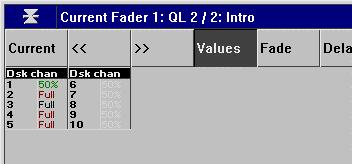 Current Fader 1: QL 2 / 2: Intro
Current << >> Values Fade Dela
Dsk chan Dsk chan
1 50% 6 50%
2 Full 7 50%
3 Full 8 50%
4 Full 9 50%
5 Full 10 50%